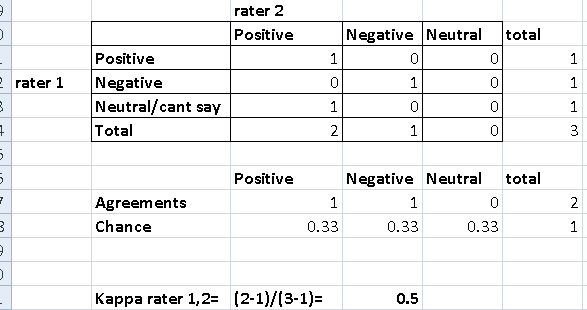 rater 2
Positive Negative Neutral total
Positive 1 0 0 1
rater 1 Negative 0 1 0 1
Neutral/cant say 1 0 0 1
Total 2 1 0 3
Positive Negative Neutral total
Agreements 1 1 0 2
Chance 0.33 0.33 0.33 1
Kappa rater 1,2= (2-1)/(3-1)= 0.5